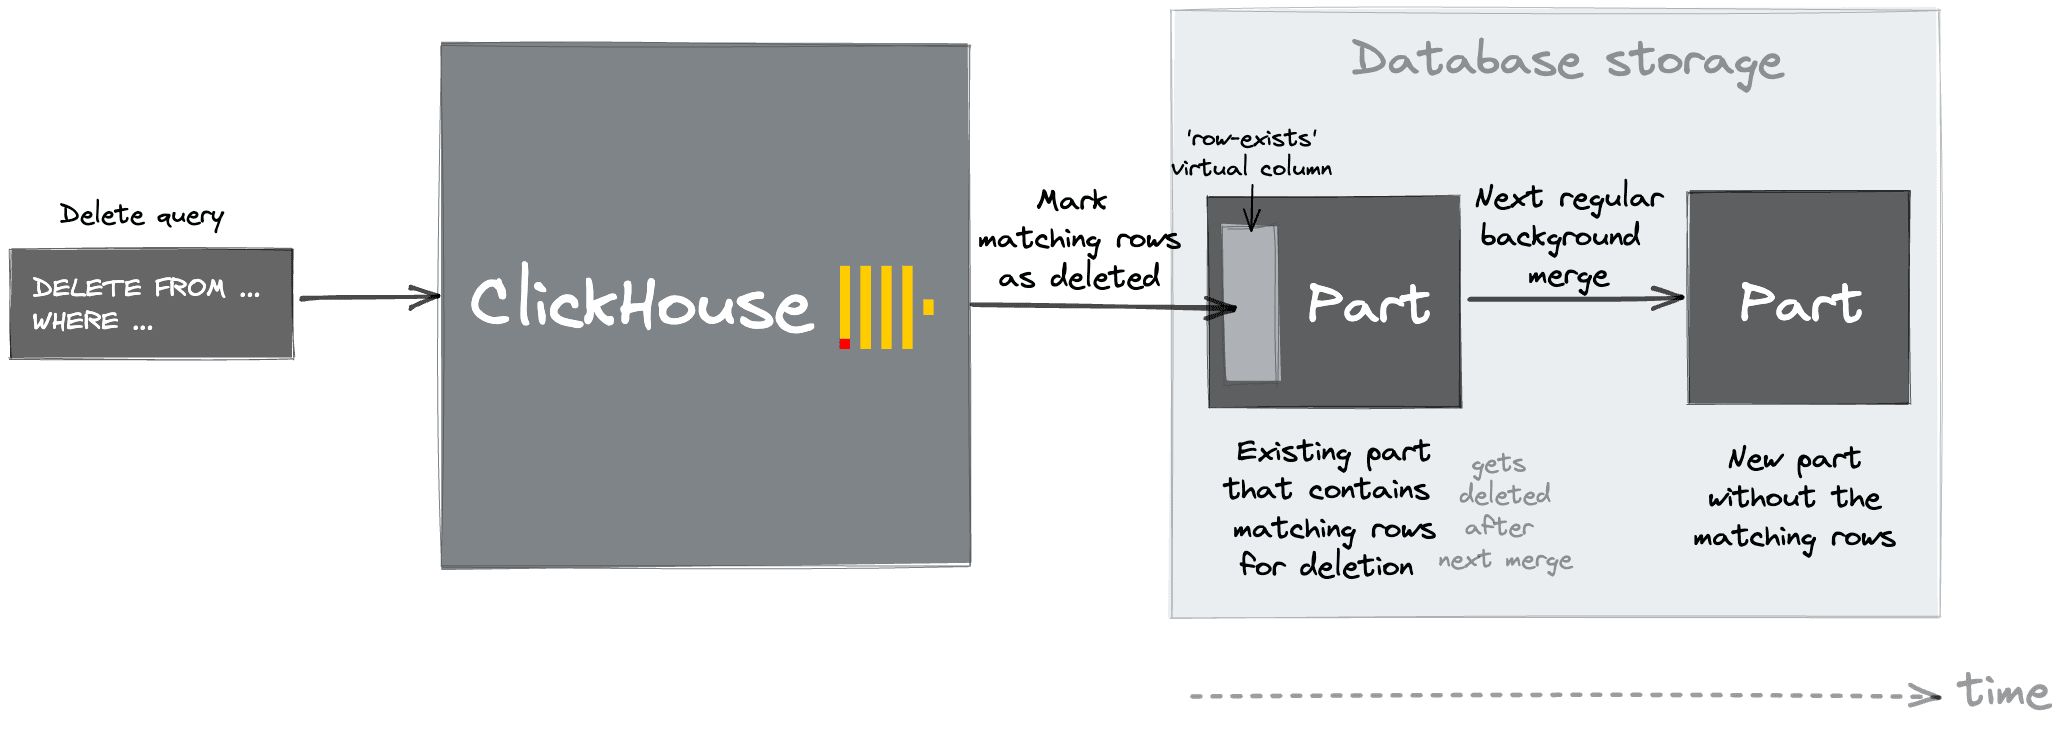 Delete query
DELETE FROM ...
WHERE ...
ClickHouse
Mark
matching rows
as deleted
Database storage
'row-exists'
virtual column
Part
Next regular
background
merge
Part
Existing part
that contains
matching rows
for deletion
gets
deleted
after
next merge
New part
without the
matching rows
time